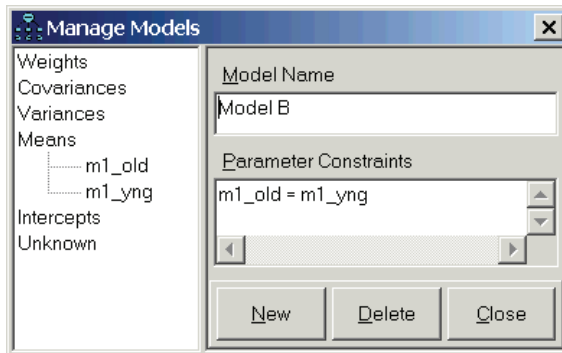 Manage Models
Weights
Covariances
Variances
Means
m1_old
m1_yng
Intercepts
Unknown
Model Name
Model B
Parameter Constraints
m1_old = m1_yng
New
Delete
Close